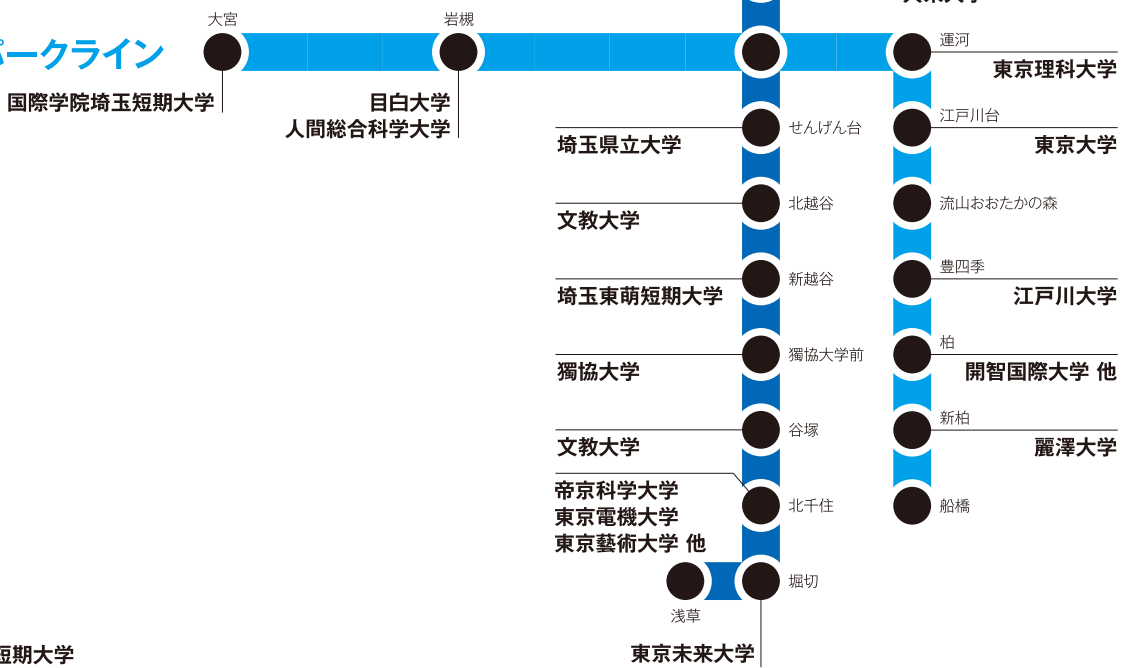 大宮
岩槻
パークライン
国際学院埼玉短期大学
目白大学
人間総合科学大学
運河
東京理科大学
せんげん台
埼玉県立大学
江戸川台
東京大学
北越谷
文教大学
流山おおたかの森
新越谷
埼玉東萌短期大学
豊四季
江戸川大学
獨協大学前
獨協大学
柏
開智国際大学 他
谷塚
文教大学
新柏
麗澤大学
帝京科学大学
東京電機大学
東京藝術大学 他
北千住
船橋
堀切
浅草
東京未来大学
短期大学